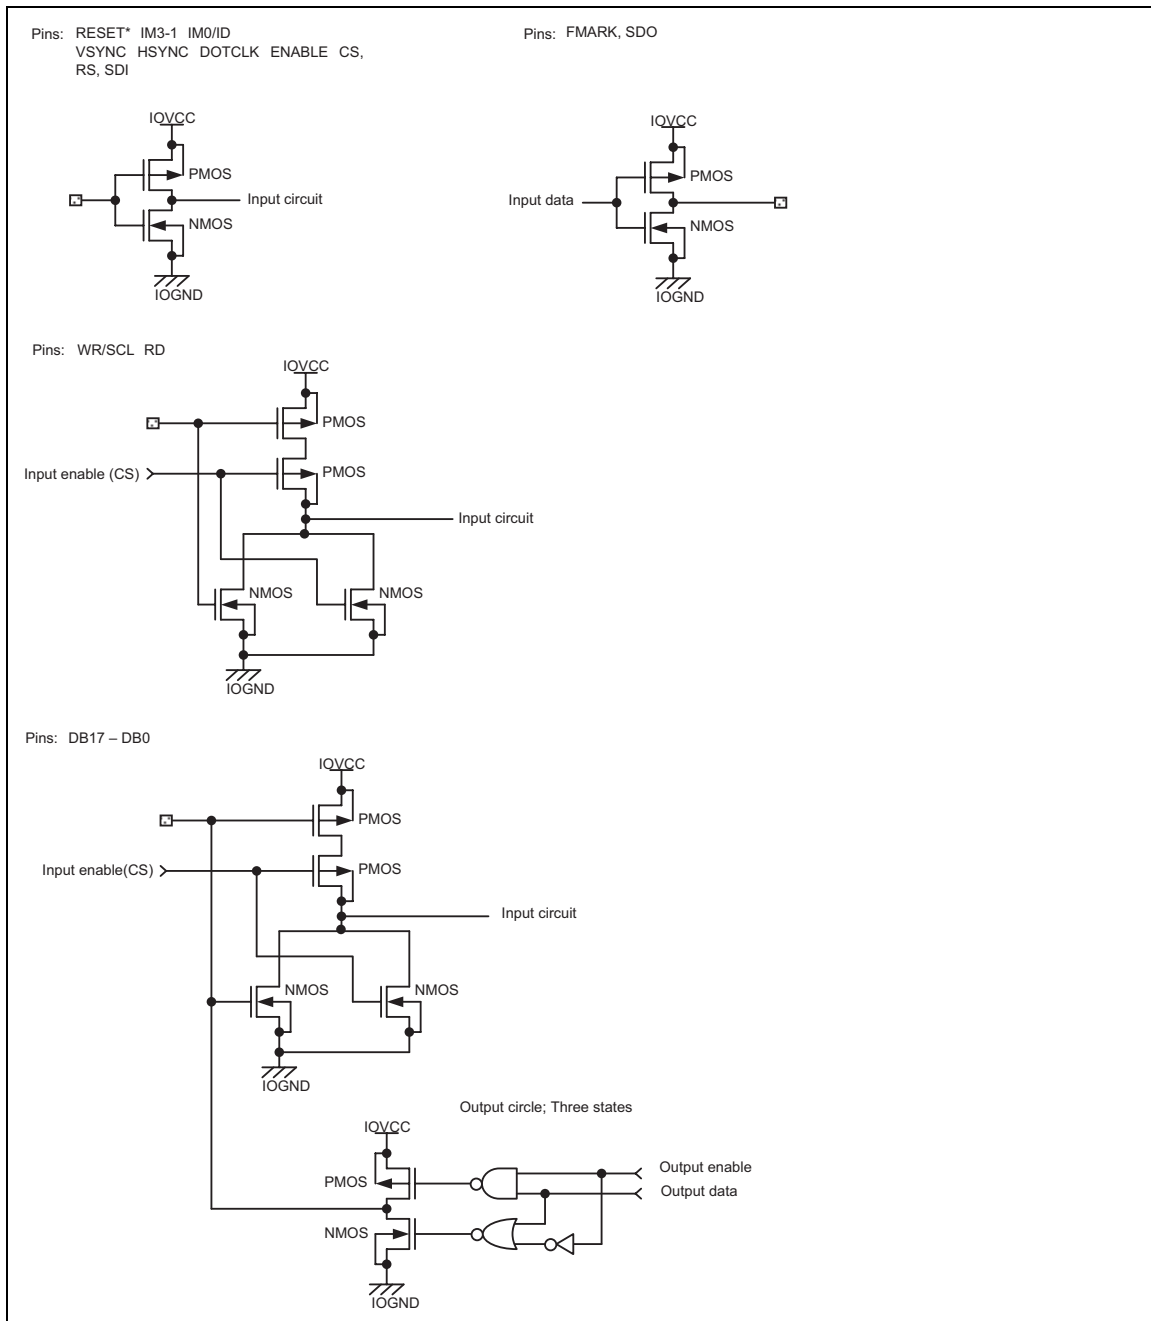 Pins: RESET* IM3-1 IM0/ID
VSYNC HSYNC DOTCLK ENABLE CS,
RS, SDI
Pins: FMARK, SDO
IOVCC
PMOS
Input circuit
NMOS
IOGND
IOVCC
PMOS
Input data
NMOS
IOGND
Pins: WR/SCL RD
IOVCC
PMOS
Input enable (CS)
PMOS
Input circuit
NMOS
NMOS
IOGND
Pins: DB17 – DB0
IOVCC
PMOS
Input enable(CS)
PMOS
Input circuit
NMOS
NMOS
IOGND
Output circle; Three states
IOVCC
Output enable
PMOS
Output data
NMOS
IOGND